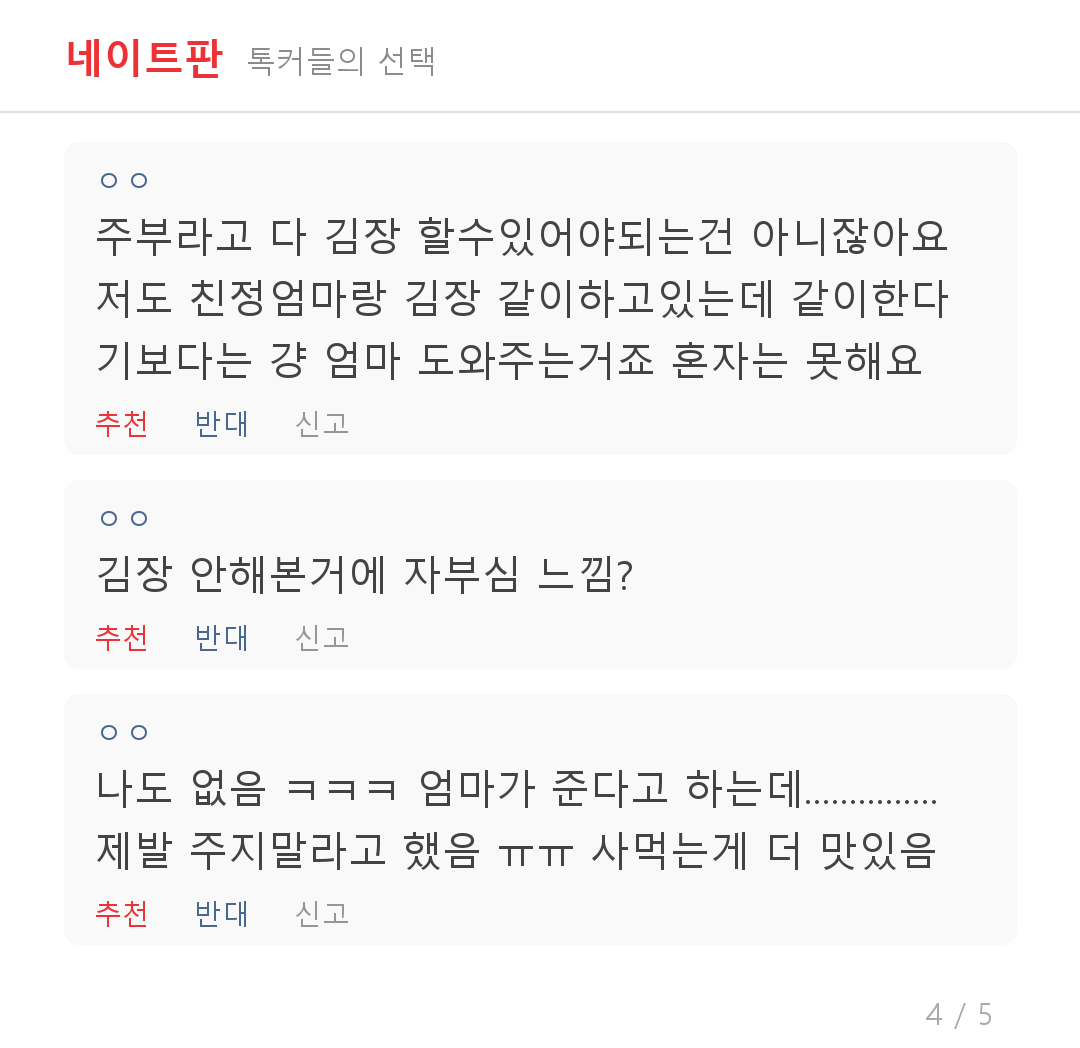 네이트판 톡커들의 선택
ㅇㅇ
주부라고 다 김장 할수있어야되는건 아니잖아요
저도 친정엄마랑 김장 같이하고있는데 같이한다
기보다는 걍 엄마 도와주는거죠 혼자는 못해요
추천 반대 신고
ㅇㅇ
김장 안해본거에 자부심 느낌?
추천 반대 신고
ㅇㅇ
나도 없음 ㅋㅋㅋ 엄마가 준다고 하는데...............
제발 주지말라고 했음 ㅠㅠ 사먹는게 더 맛있음
추천 반대 신고
4 / 5